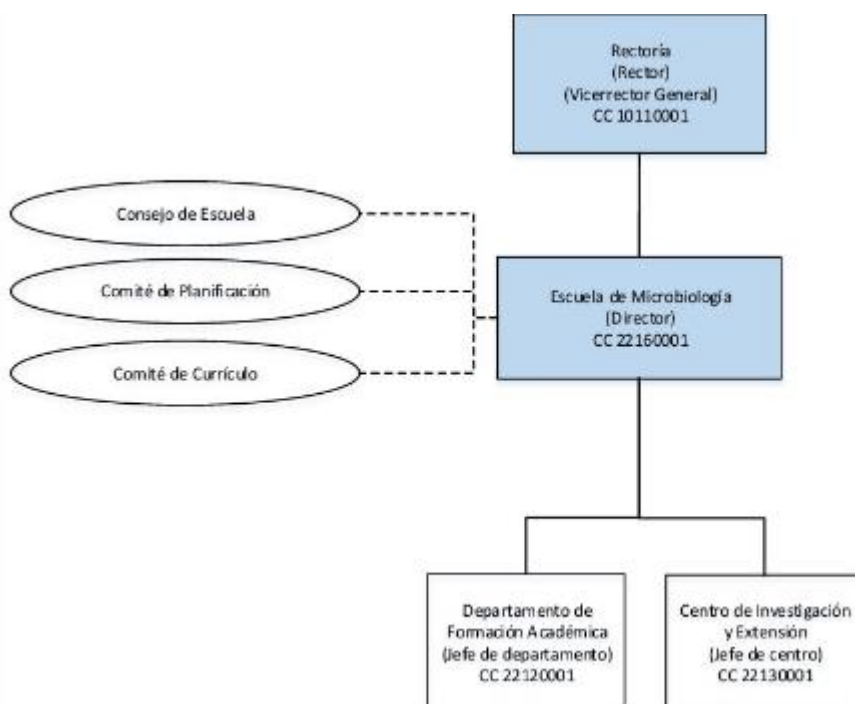 Rectoría
(Rector)
(Vicerrector General)
CC 10110001
Consejo de Escuela
Comité de Planificación
Comité de Currículo
Escuela de Microbiología
(Director)
CC 22160001
Departamento de
Formación Académica
(Jefe de departamento)
CC 22120001
Centro de Investigación
y Extensión
(Jefe de centro)
CC 22130001